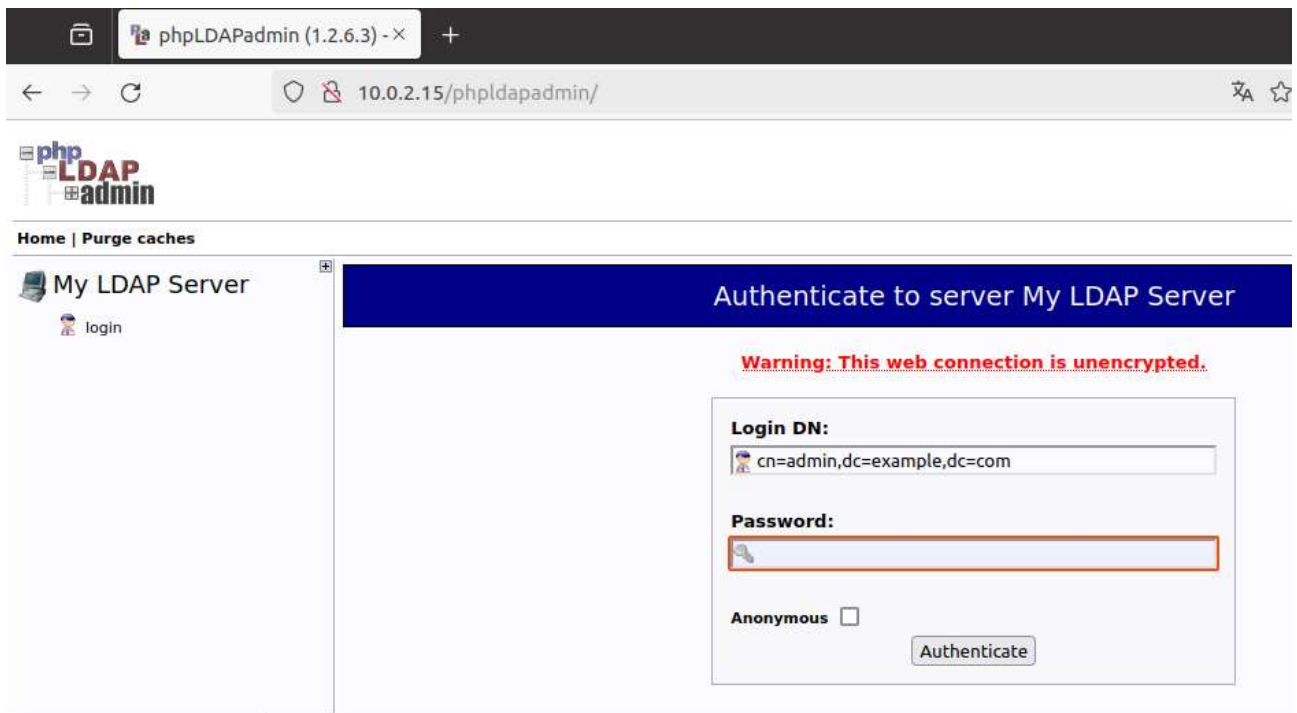 phpLDAPadmin (1.2.6.3) -
10.0.2.15/phpldapadmin/
php
LDAP
admin
Home | Purge caches
My LDAP Server
login
Authenticate to server My LDAP Server
Warning: This web connection is unencrypted.
Login DN:
cn=admin,dc=example,dc=com
Password:
Anonymous
Authenticate